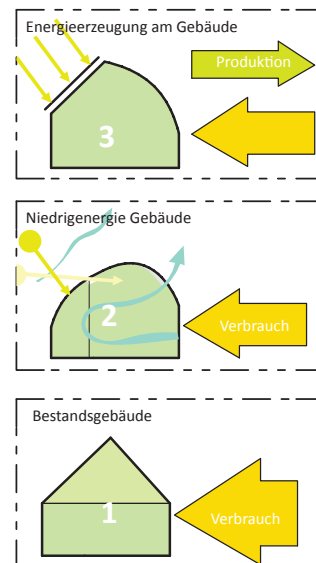 Energieerzeugung am Gebäude
Produktion
3
Niedrigenergie Gebäude
2
Verbrauch
Bestandsgebäude
1
Verbrauch